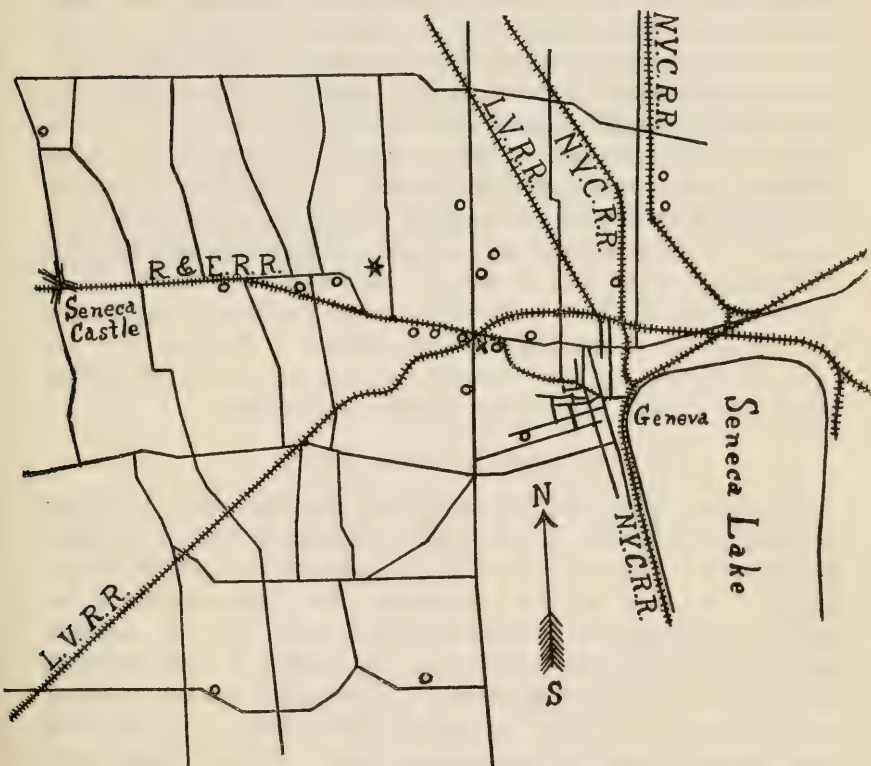 N.Y.C.R.R.
L.V.R.R.
N.Y.C.R.R.
R. & E.R.R.
Seneca
Castle
Geneva
Seneca Lake
N
N.Y.C.R.R.
L.V.R.R.
S